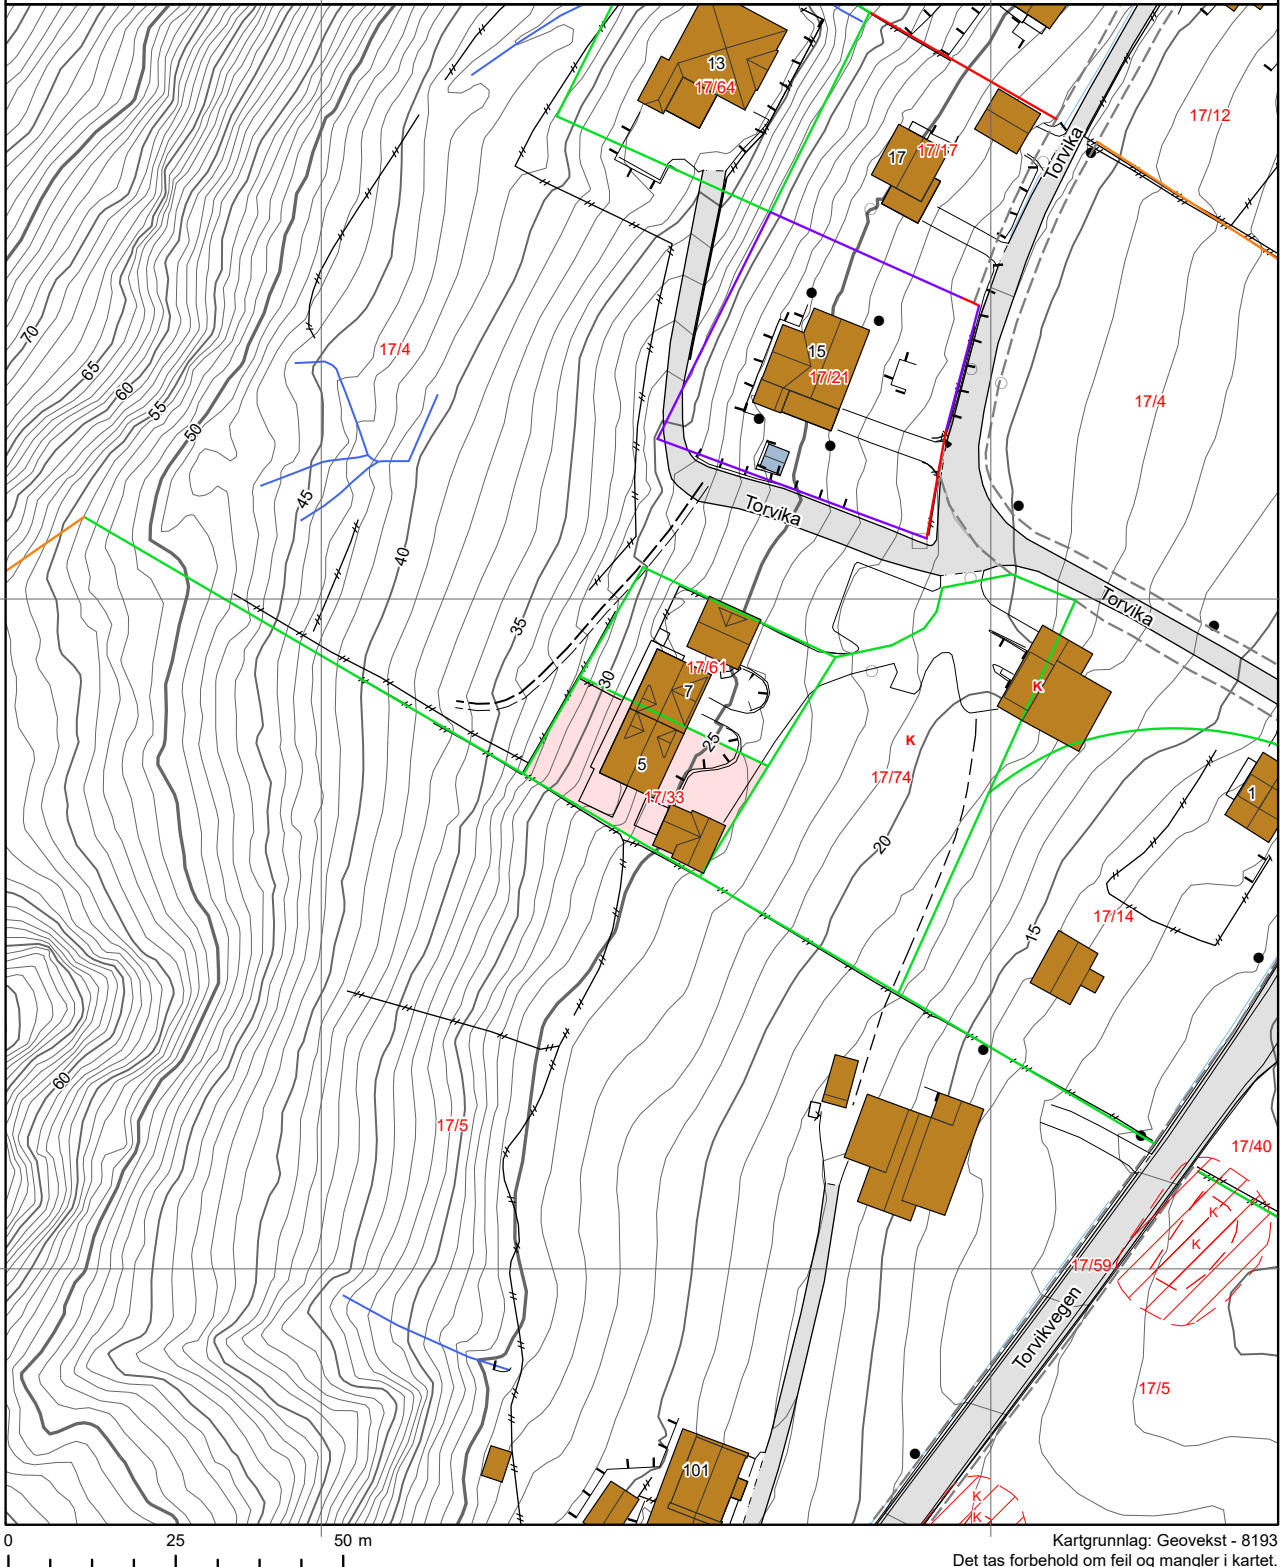 13
17/64
17/12
17
17/17
Torvika
70
65
60
55
50
17/4
15
17/21
17/4
45
40
Torvika
Torvika
35
30
17/61
7
K
25
K
5
17/33
17/74
1
20
15
17/14
60
17/5
17/40
K
K
17/59
Torvikvegen
17/5
101
K
K
0 25 50 m
Kartgrunnlag: Geovekst - 8193
Det tas forbehold om feil og mangler i kartet.